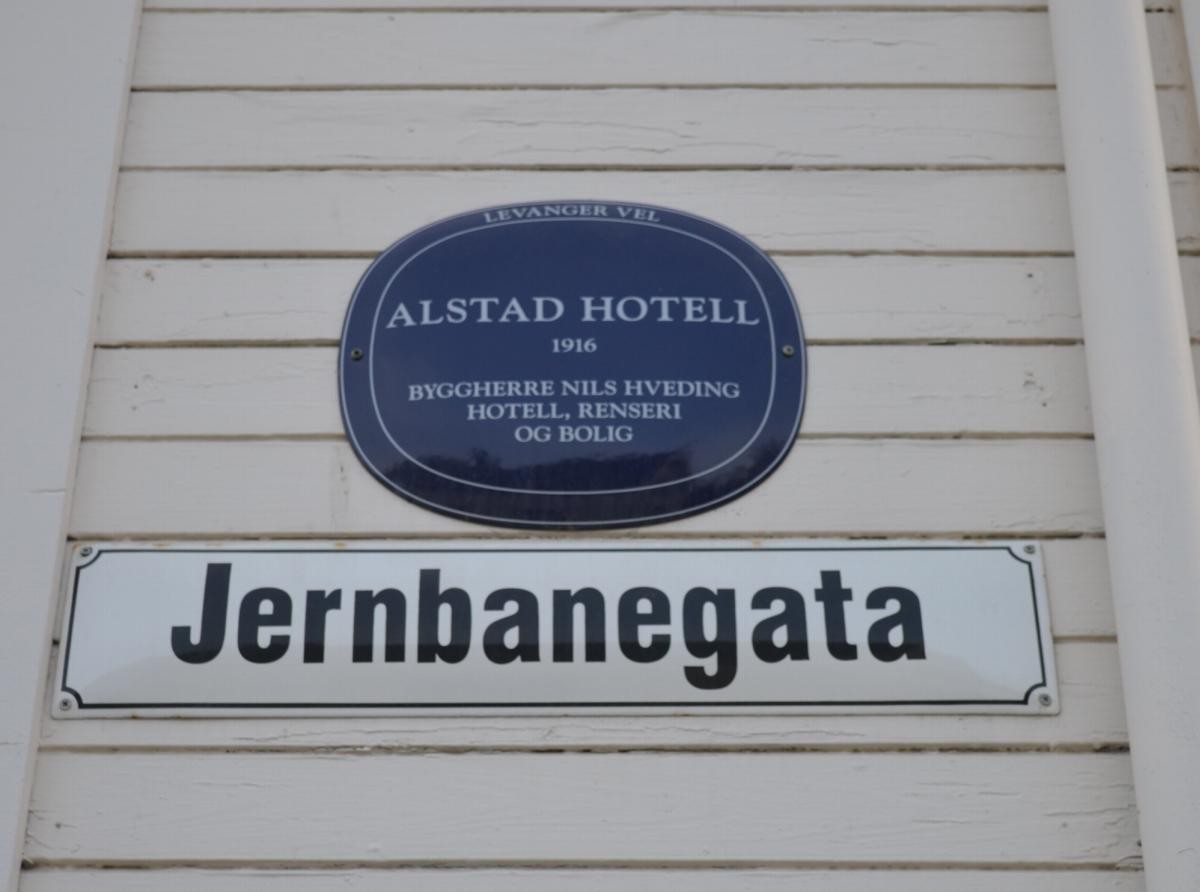 LEVANGER VEL
ALSTAD HOTELL
1916
BYGGHERRE NILS HVEDING
HOTELL, RENSERI
OG BOLIG
Jernbanegata